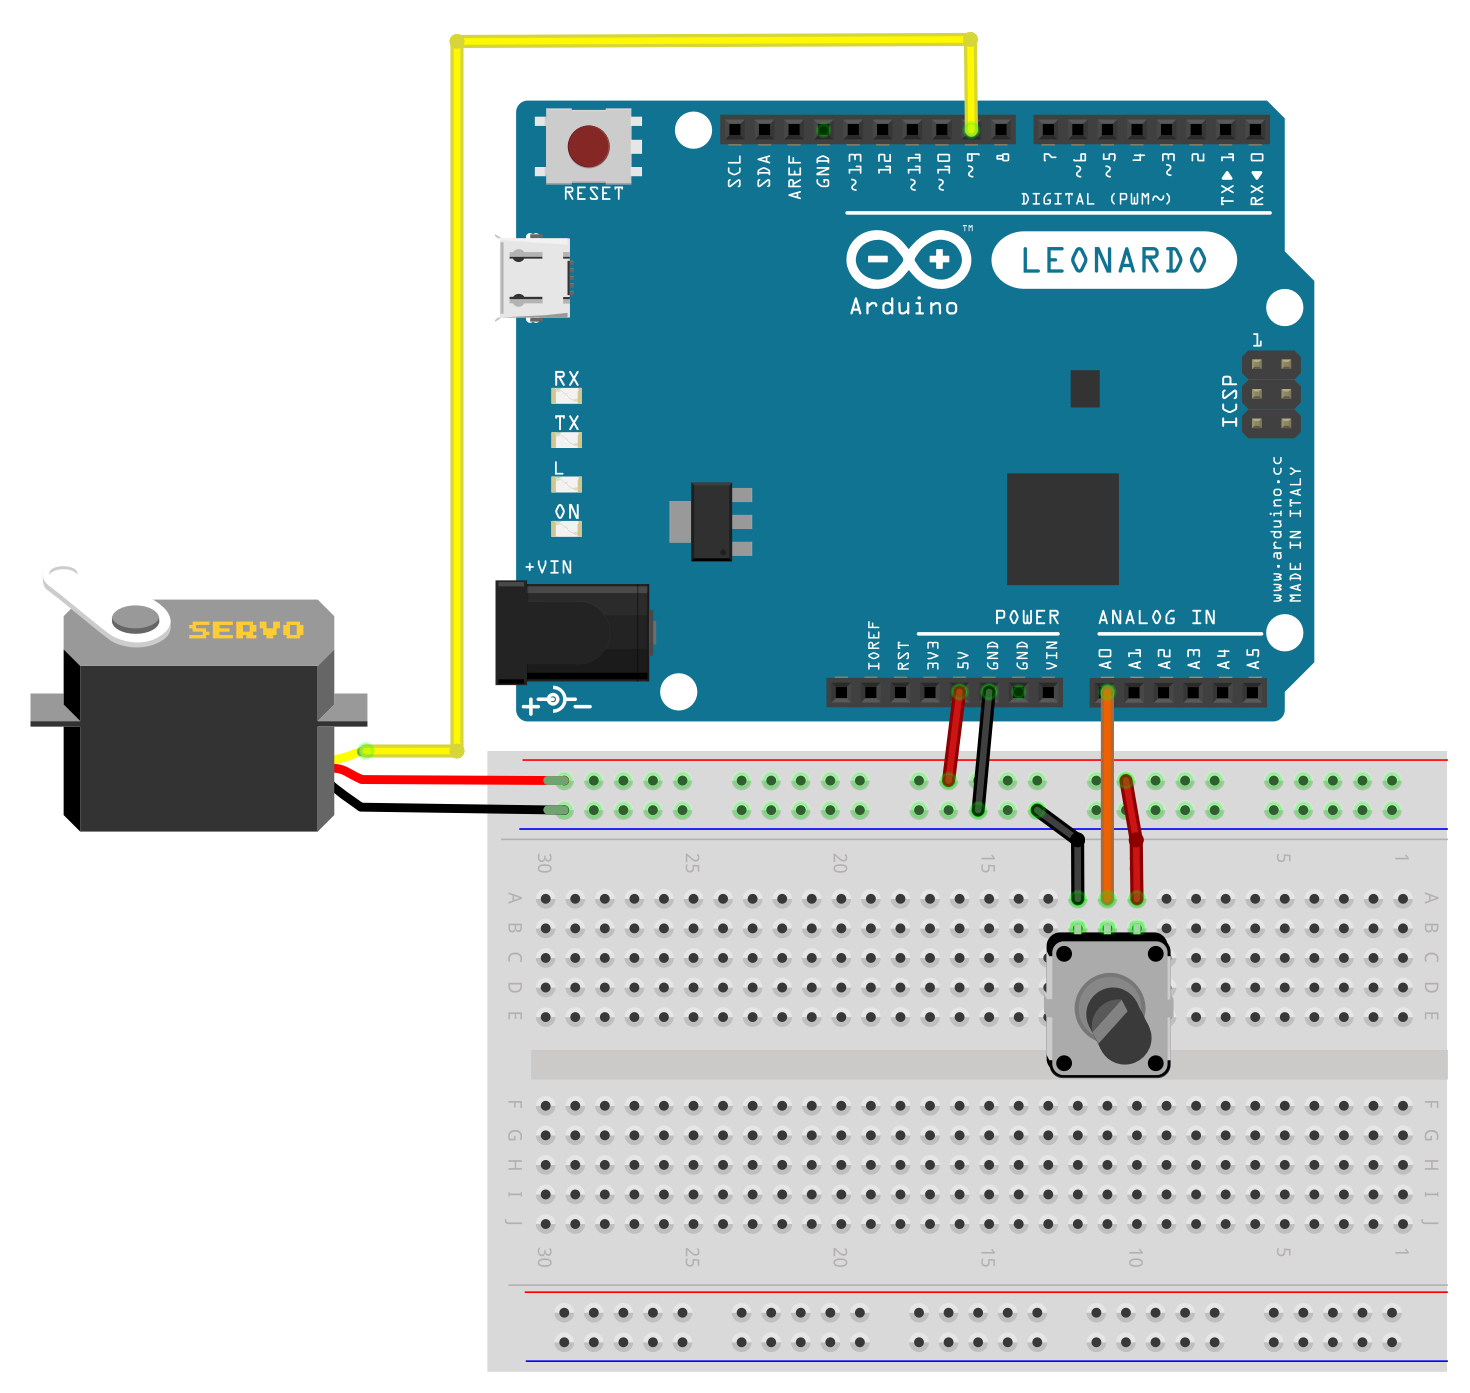 RESET
SCL
SDA
AREF
GND
~13
12
~11
~10
~9
8
7
~6
~5
4
~3
2
TX▶1
RX◀0
DIGITAL (PWM~)
TM
LEONARDO
Arduino
1
ICSP
RX
TX
L
ON
+VIN
www.arduino.cc
MADE IN ITALY
SERVO
POWER
ANALOG IN
IOREF
RST
3V3
5V
GND
GND
VIN
A0
A1
A2
A3
A4
A5
+ −
30 25 20 15 5 1
A A
B B
C C
D D
E E
F F
G G
H H
I I
J J
30 25 20 15 10 5 1